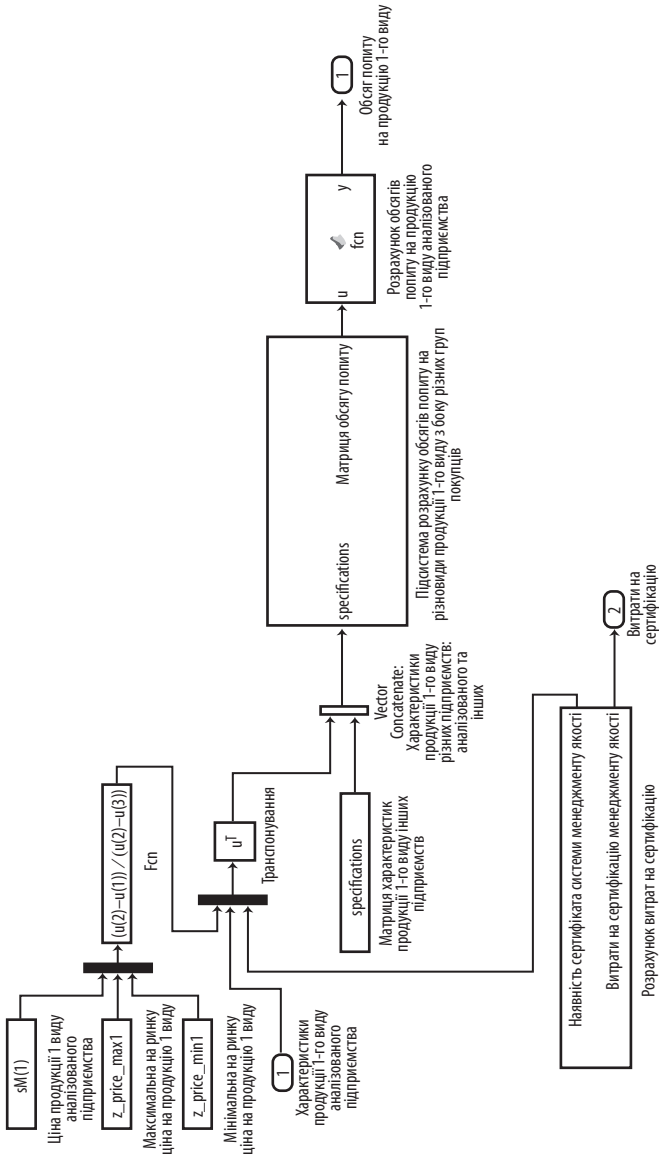 sM(1)
Ціна продукції 1 виду
аналізованого
підприємства
z_price_max1
Максимальна на ринку
ціна на продукцію 1 виду
z_price_min1
Мінімальна на ринку
ціна на продукцію 1 виду
(u(2)−u(1)) / (u(2)−u(3))
Fcn
1
Характеристики
продукції 1-го виду
аналізованого
підприємства
uT
Транспонування
specifications
Матриця характеристик
продукції 1-го виду інших
підприємств
Vector
Concatenate:
Характеристики
продукції 1-го виду
різних підприємств:
аналізованого та
інших
specifications
Матриця обсягу попиту
Підсистема розрахунку обсягів попиту на
різновиди продукції 1-го виду з боку різних груп
покупців
u
fcn
y
Розрахунок обсягів
попиту на продукцію
1-го виду аналізованого
підприємства
1
Обсяг попиту
на продукцію 1-го виду
Наявність сертифіката системи менеджменту якості
Витрати на сертифікацію менеджменту якості
Розрахунок витрат на сертифікацію
2
Витрати на
сертифікацію